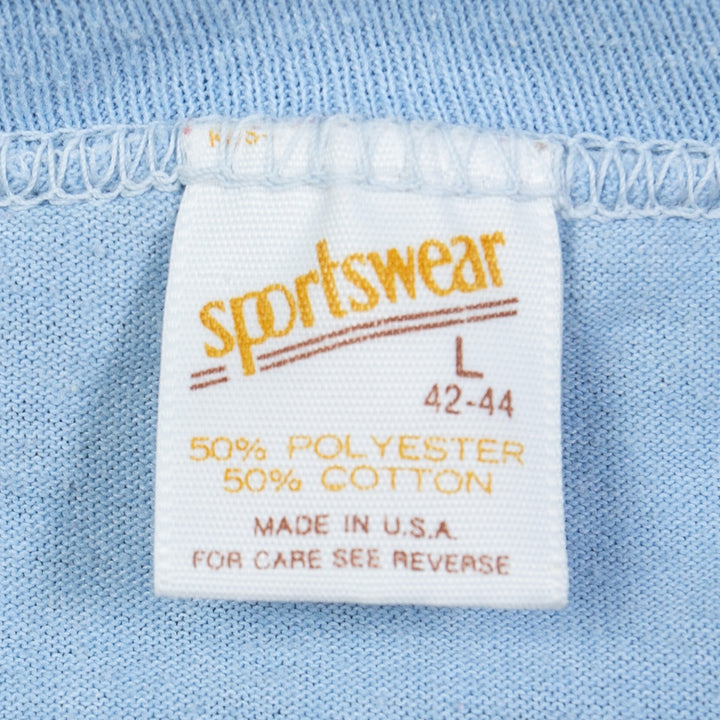 sportswear
L
42-44
50% POLYESTER
50% COTTON
MADE IN U.S.A.
FOR CARE SEE REVERSE